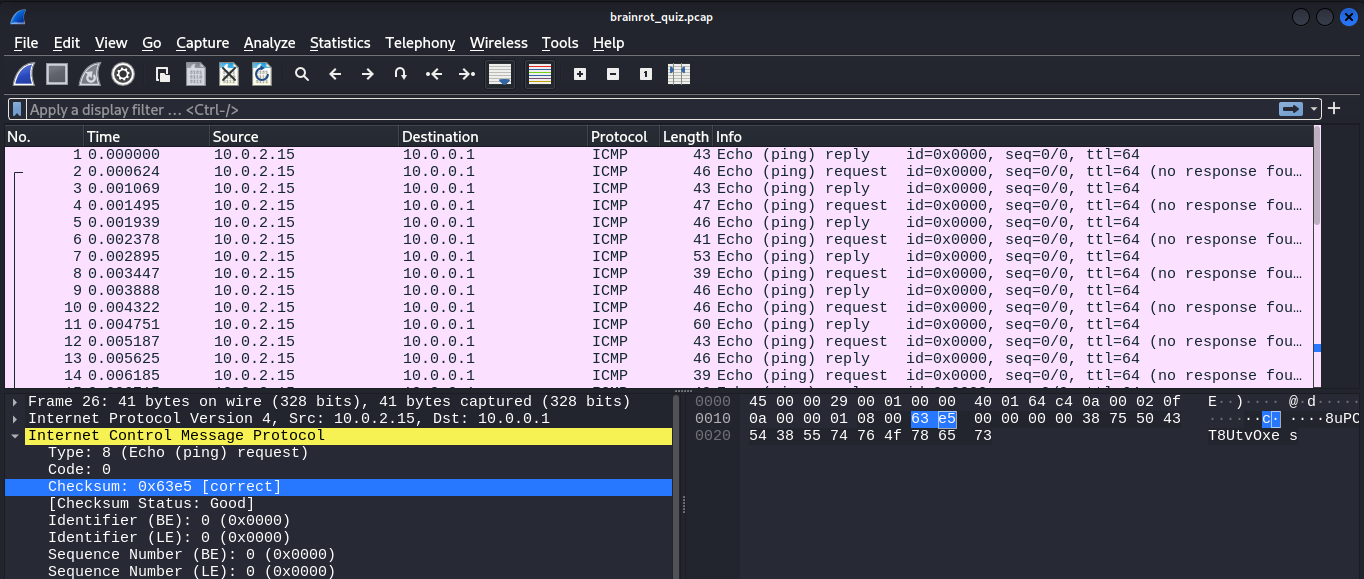 brainrot_quiz.pcap
File Edit View Go Capture Analyze Statistics Telephony Wireless Tools Help
Apply a display filter ... <Ctrl-/>
No. Time Source Destination Protocol Length Info
1 0.000000 10.0.2.15 10.0.0.1 ICMP 43 Echo (ping) reply id=0x0000, seq=0/0, ttl=64
2 0.000624 10.0.2.15 10.0.0.1 ICMP 46 Echo (ping) request id=0x0000, seq=0/0, ttl=64 (no response fou…
3 0.001069 10.0.2.15 10.0.0.1 ICMP 43 Echo (ping) reply id=0x0000, seq=0/0, ttl=64
4 0.001495 10.0.2.15 10.0.0.1 ICMP 47 Echo (ping) request id=0x0000, seq=0/0, ttl=64 (no response fou…
5 0.001939 10.0.2.15 10.0.0.1 ICMP 46 Echo (ping) reply id=0x0000, seq=0/0, ttl=64
6 0.002378 10.0.2.15 10.0.0.1 ICMP 41 Echo (ping) request id=0x0000, seq=0/0, ttl=64 (no response fou…
7 0.002895 10.0.2.15 10.0.0.1 ICMP 53 Echo (ping) reply id=0x0000, seq=0/0, ttl=64
8 0.003447 10.0.2.15 10.0.0.1 ICMP 39 Echo (ping) request id=0x0000, seq=0/0, ttl=64 (no response fou…
9 0.003888 10.0.2.15 10.0.0.1 ICMP 46 Echo (ping) reply id=0x0000, seq=0/0, ttl=64
10 0.004322 10.0.2.15 10.0.0.1 ICMP 46 Echo (ping) request id=0x0000, seq=0/0, ttl=64 (no response fou…
11 0.004751 10.0.2.15 10.0.0.1 ICMP 60 Echo (ping) reply id=0x0000, seq=0/0, ttl=64
12 0.005187 10.0.2.15 10.0.0.1 ICMP 43 Echo (ping) request id=0x0000, seq=0/0, ttl=64 (no response fou…
13 0.005625 10.0.2.15 10.0.0.1 ICMP 46 Echo (ping) reply id=0x0000, seq=0/0, ttl=64
14 0.006185 10.0.2.15 10.0.0.1 ICMP 39 Echo (ping) request id=0x0000, seq=0/0, ttl=64 (no response fou…
Frame 26: 41 bytes on wire (328 bits), 41 bytes captured (328 bits)
Internet Protocol Version 4, Src: 10.0.2.15, Dst: 10.0.0.1
Internet Control Message Protocol
Type: 8 (Echo (ping) request)
Code: 0
Checksum: 0x63e5 [correct]
[Checksum Status: Good]
Identifier (BE): 0 (0x0000)
Identifier (LE): 0 (0x0000)
Sequence Number (BE): 0 (0x0000)
Sequence Number (LE): 0 (0x0000)
0000 45 00 00 29 00 01 00 00 40 01 64 c4 0a 00 02 0f E··)···· @·d·····
0010 0a 00 00 01 08 00 63 e5 00 00 00 00 38 75 50 43 ······c· ····8uPC
0020 54 38 55 74 76 4f 78 65 73 T8UtvOxe s